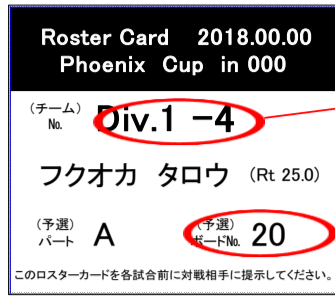 Roster Card 2018.00.00
Phoenix Cup in 000
(チーム) No. Div.1 -4
フクオカ タロウ (Rt 25.0)
(予選) パート A (予選) ボードNo. 20
このロスターカードを各試合前に対戦相手に提示してください。